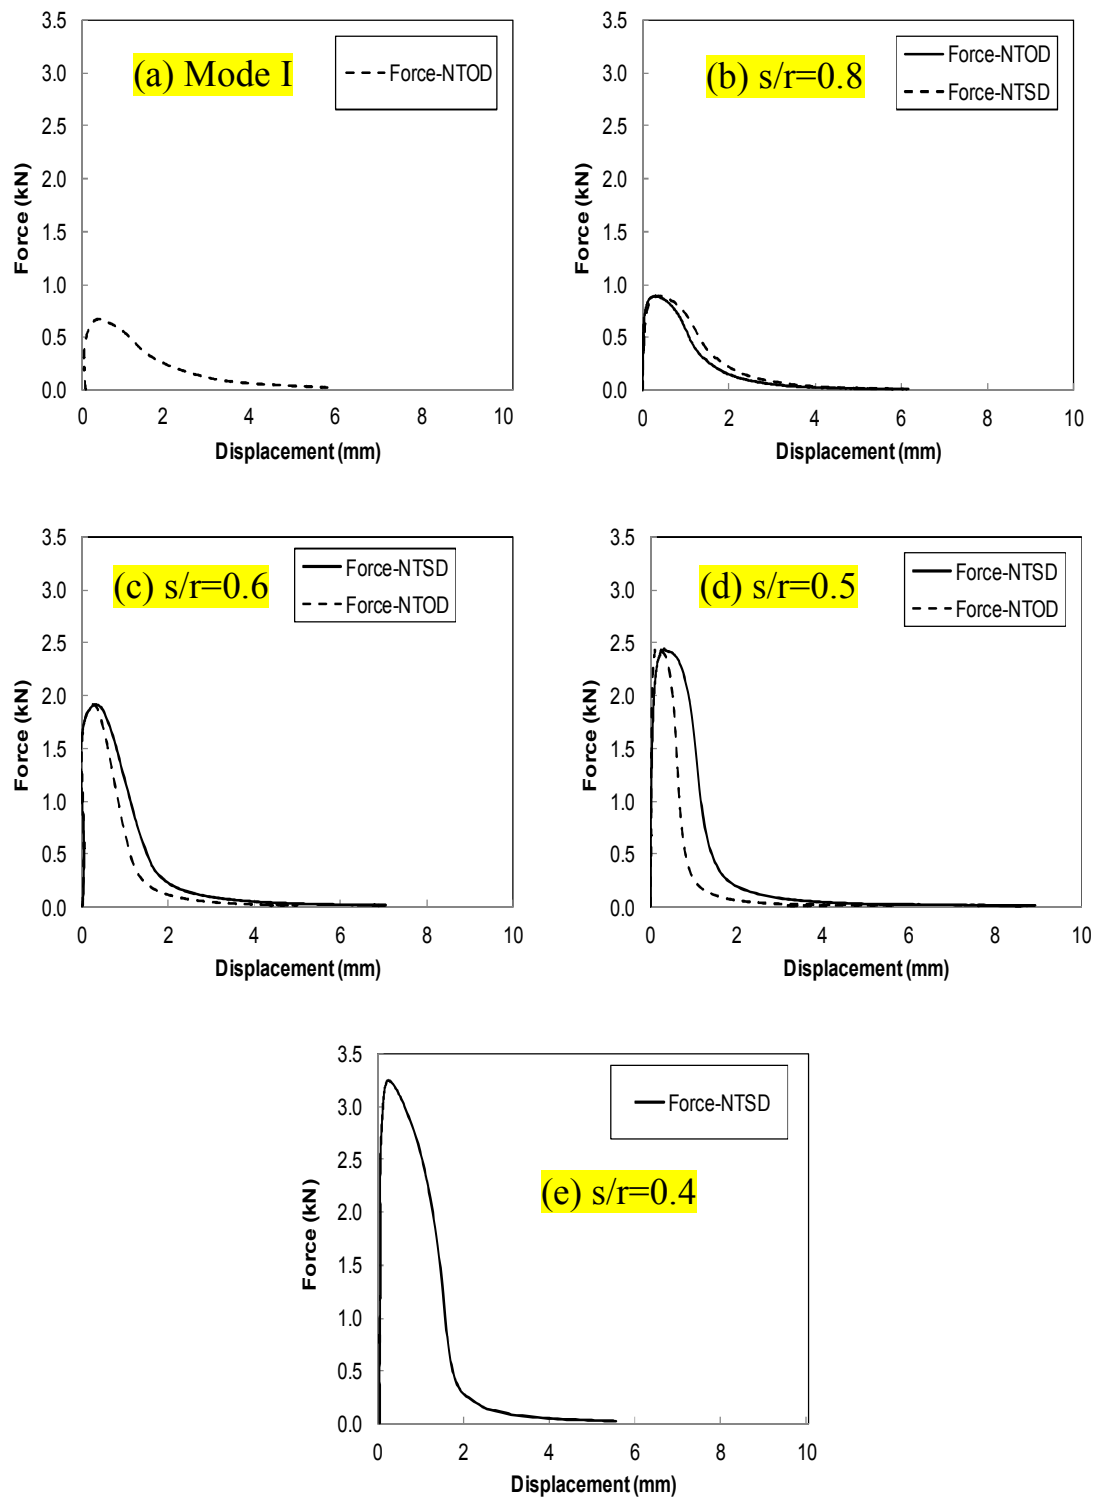 3.5
3.0
2.5
2.0
1.5
1.0
0.5
0.0
Force (kN)
(a) Mode I
Force-NTOD
0 2 4 6 8 10
Displacement (mm)
3.5
3.0
2.5
2.0
1.5
1.0
0.5
0.0
Force (kN)
(b) s/r=0.8
Force-NTOD
Force-NTSD
0 2 4 6 8 10
Displacement (mm)
3.5
3.0
2.5
2.0
1.5
1.0
0.5
0.0
Force (kN)
(c) s/r=0.6
Force-NTSD
Force-NTOD
0 2 4 6 8 10
Displacement (mm)
3.5
3.0
2.5
2.0
1.5
1.0
0.5
0.0
Force (kN)
(d) s/r=0.5
Force-NTSD
Force-NTOD
0 2 4 6 8 10
Displacement (mm)
3.5
3.0
2.5
2.0
1.5
1.0
0.5
0.0
Force (kN)
Force-NTSD
(e) s/r=0.4
0 2 4 6 8 10
Displacement (mm)